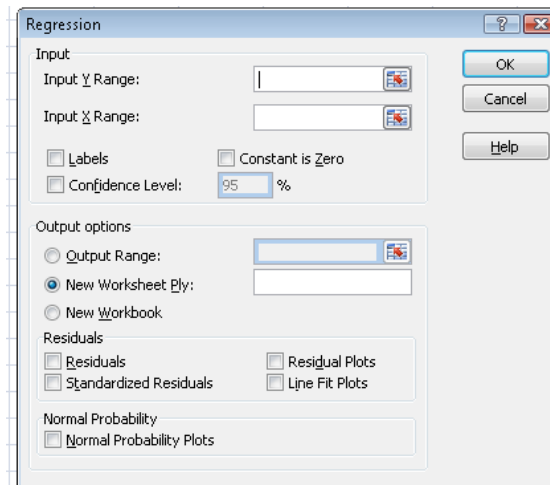 Regression
Input
OK
Input Y Range:
Cancel
Input X Range:
Help
Labels
Constant is Zero
Confidence Level:
95 %
Output options
Output Range:
New Worksheet Ply:
New Workbook
Residuals
Residuals
Residual Plots
Standardized Residuals
Line Fit Plots
Normal Probability
Normal Probability Plots